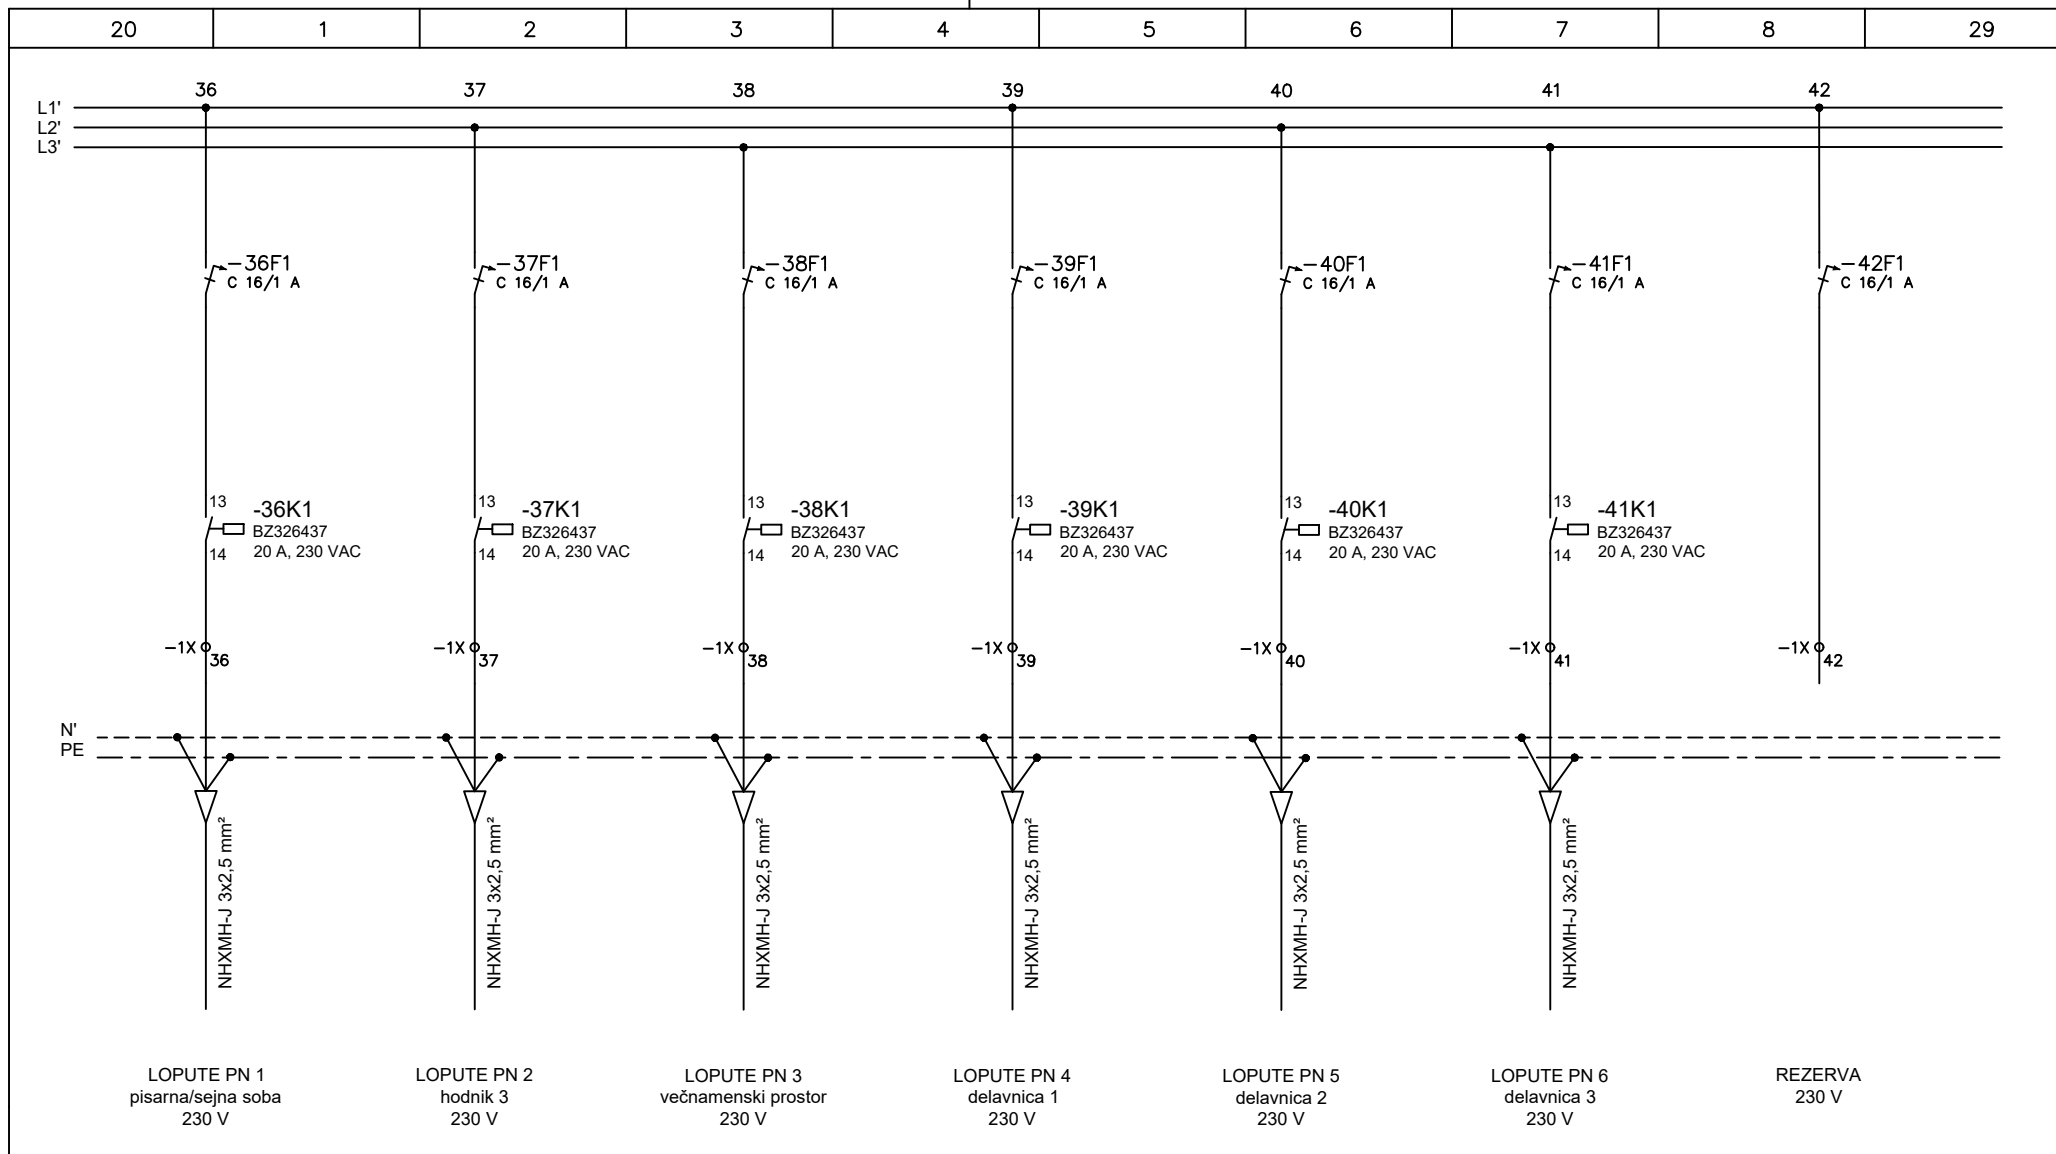 20 1 2 3 4 5 6 7 8 29
36 37 38 39 40 41 42
L1'
L2'
L3'
-36F1 -37F1 -38F1 -39F1 -40F1 -41F1 -42F1
C 16/1 A C 16/1 A C 16/1 A C 16/1 A C 16/1 A C 16/1 A C 16/1 A
13 -36K1 13 -37K1 13 -38K1 13 -39K1 13 -40K1 13 -41K1
BZ326437 BZ326437 BZ326437 BZ326437 BZ326437 BZ326437
14 20 A, 230 VAC 14 20 A, 230 VAC 14 20 A, 230 VAC 14 20 A, 230 VAC 14 20 A, 230 VAC 14 20 A, 230 VAC
-1X -1X -1X -1X -1X -1X -1X
36 37 38 39 40 41 42
N'
PE
NHXMH-J 3x2,5 mm²
NHXMH-J 3x2,5 mm²
NHXMH-J 3x2,5 mm²
NHXMH-J 3x2,5 mm²
NHXMH-J 3x2,5 mm²
NHXMH-J 3x2,5 mm²
LOPUTE PN 1
pisarna/sejna soba
230 V
LOPUTE PN 2
hodnik 3
230 V
LOPUTE PN 3
večnamenski prostor
230 V
LOPUTE PN 4
delavnica 1
230 V
LOPUTE PN 5
delavnica 2
230 V
LOPUTE PN 6
delavnica 3
230 V
REZERVA
230 V